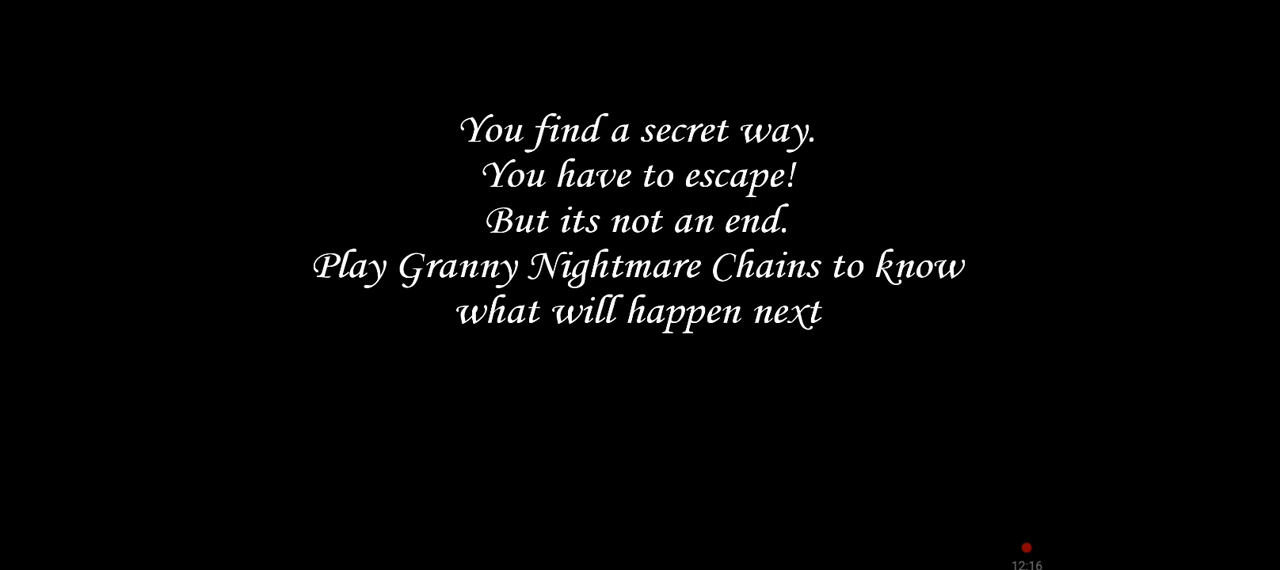 You find a secret way.
You have to escape!
But its not an end.
Play Granny Nightmare Chains to know
what will happen next
12:16